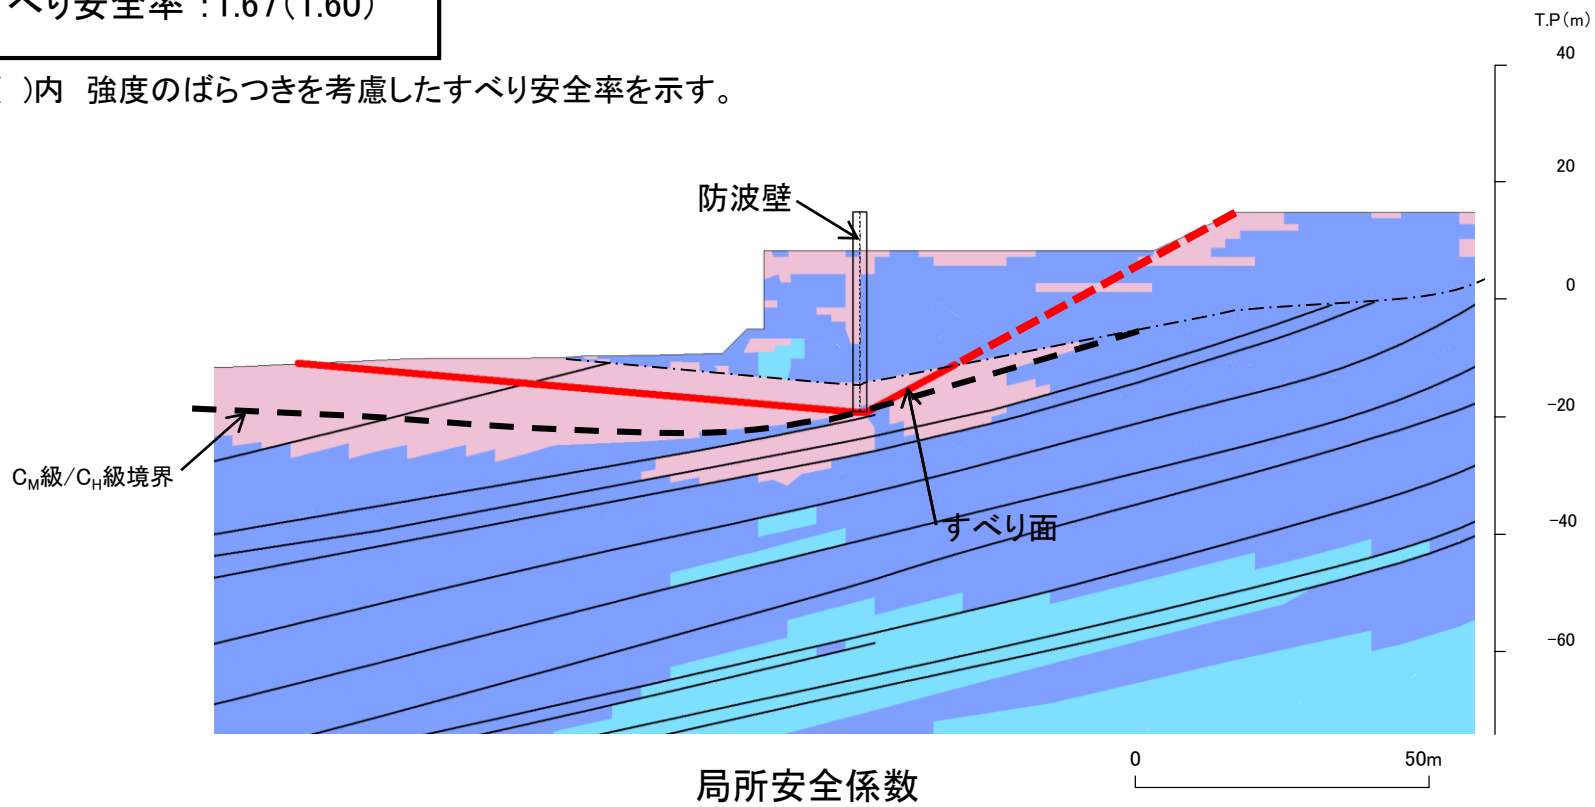 べり安全率 :1.67(1.60)
( )内 強度のばらつきを考慮したすべり安全率を示す。
T.P(m)
40
20
0
-20
-40
-60
防波壁
CM級/CH級境界
すべり面
0 50m
局所安全係数